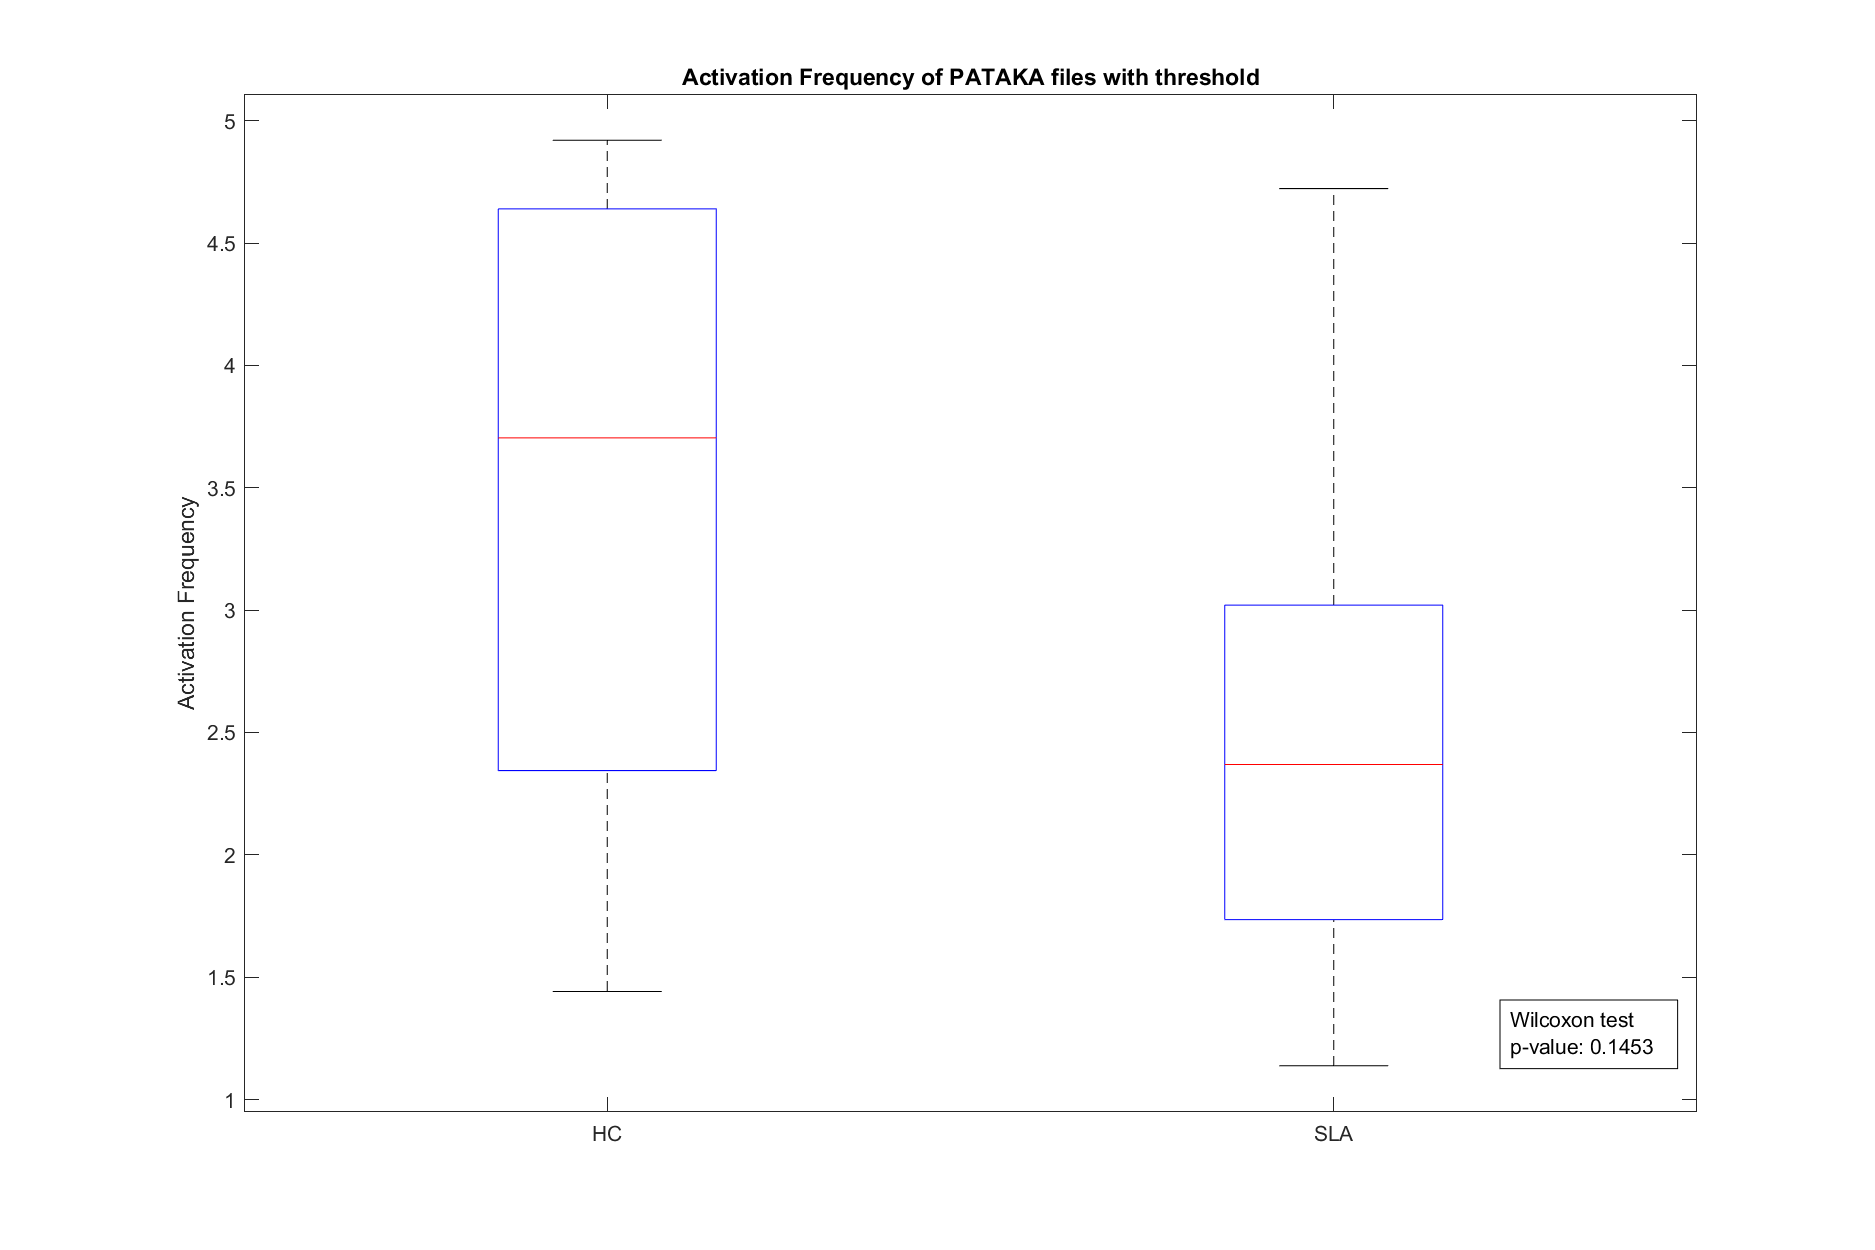 Activation Frequency of PATAKA files with threshold
5
4.5
4
3.5
3
2.5
2
1.5
1
Activation Frequency
HC
SLA
Wilcoxon test
p-value: 0.1453